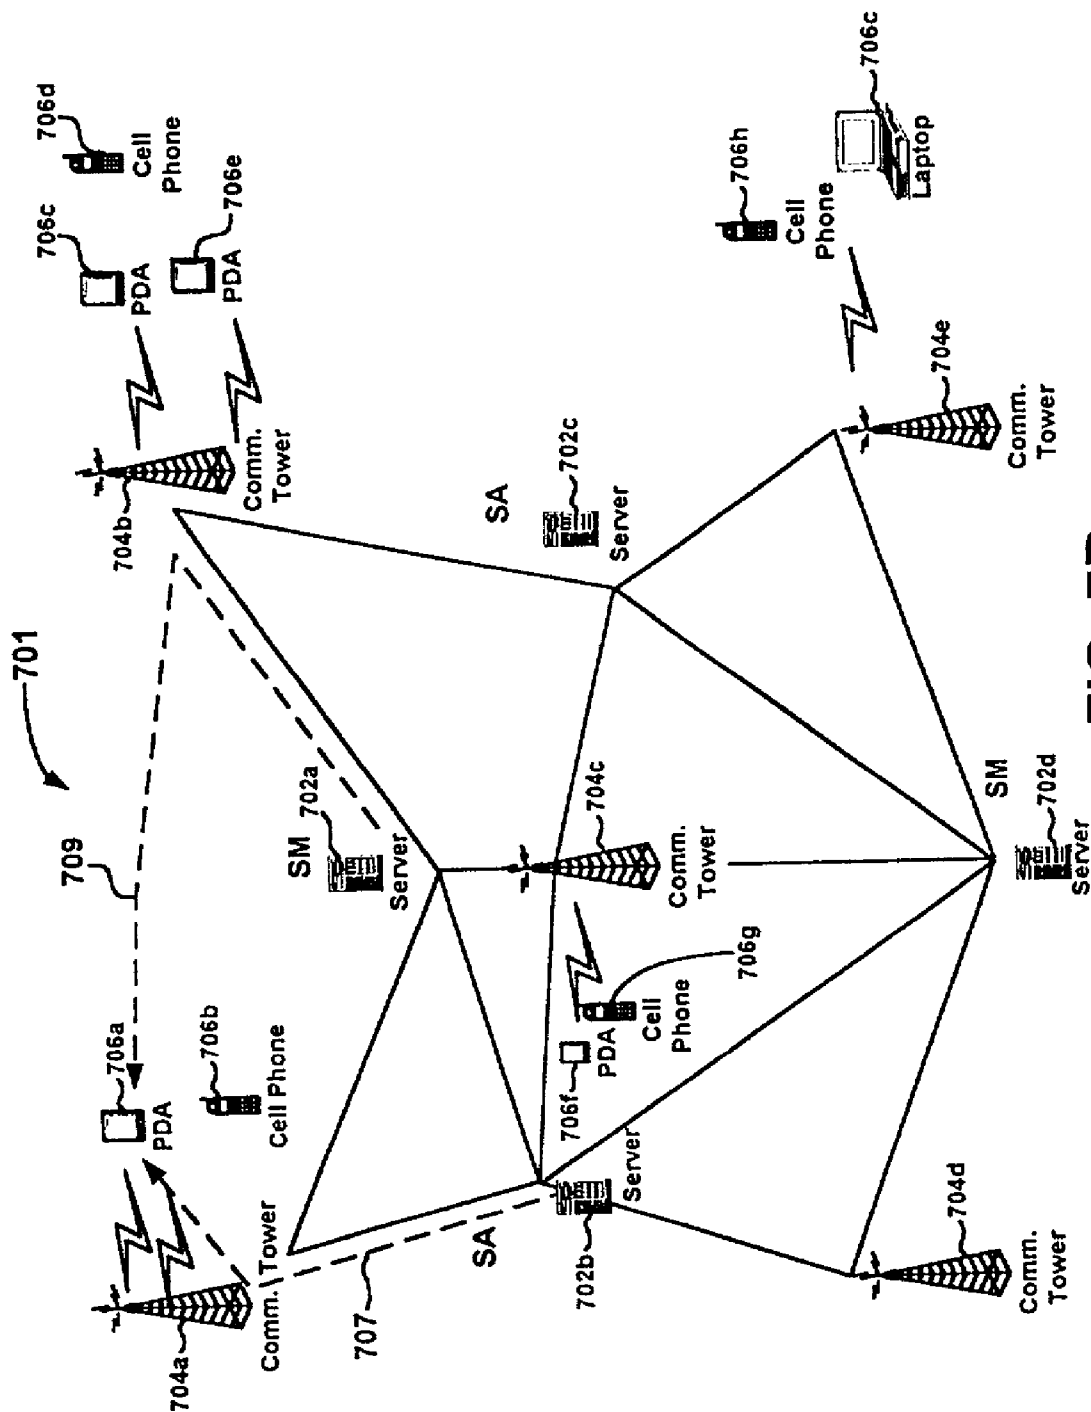 701
709
706a
PDA
706b
Cell Phone
704a
Comm. Tower
707
SA
702b
Server
SM
702a
Server
704b
Comm.
Tower
706c
PDA
706d
Cell
Phone
706e
PDA
SA
702c
Server
704c
Comm.
Tower
706f
PDA
706g
Cell
Phone
704d
Comm.
Tower
SM
702d
Server
704e
Comm.
Tower
706h
Cell
Phone
706c
Laptop